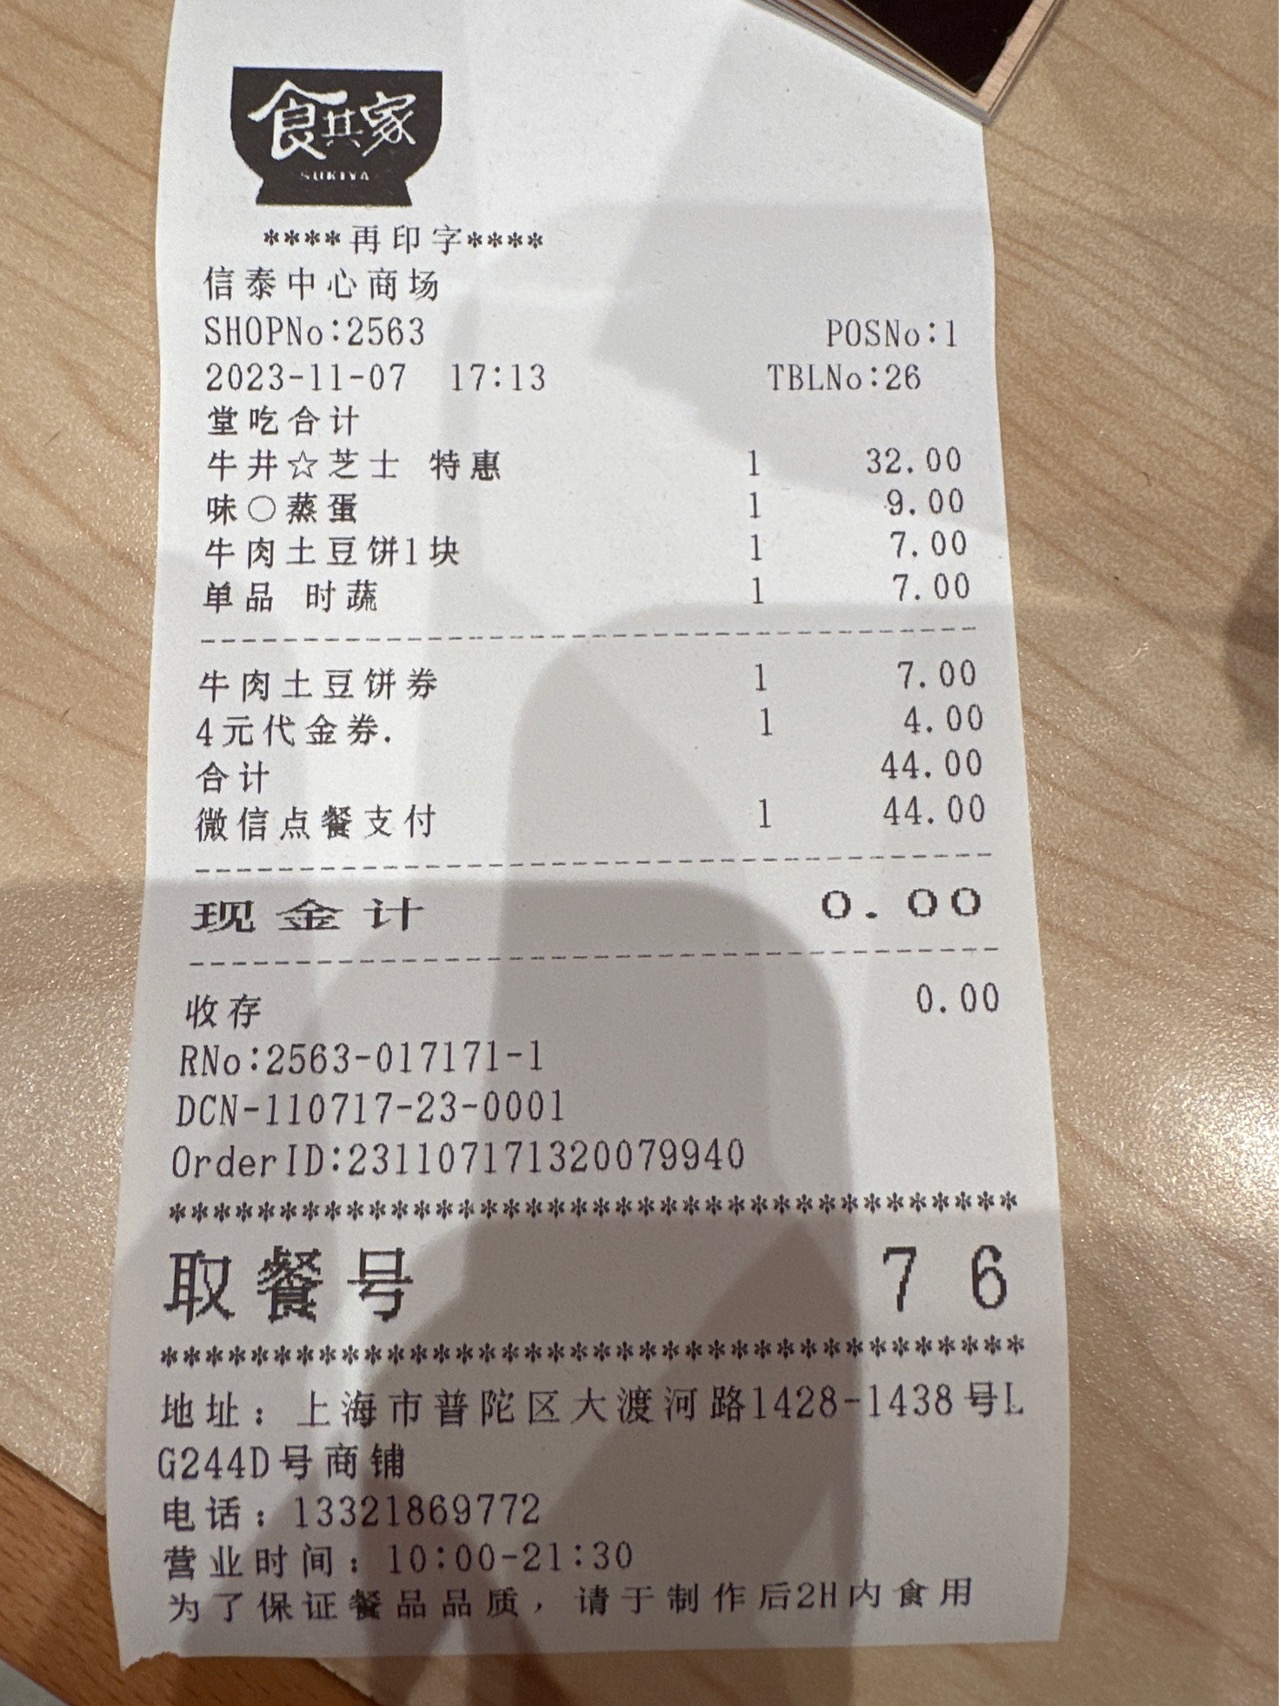 食其家
SUKIYA
****再印字****
信泰中心商场
SHOPNo:2563 POSNo:1
2023-11-07 17:13 TBLNo:26
堂吃合计
牛井☆芝士 特惠 1 32.00
味○蒸蛋 1 9.00
牛肉土豆饼1块 1 7.00
单品 时蔬 1 7.00
牛肉土豆饼券 1 7.00
4元代金券. 1 4.00
合计 44.00
微信点餐支付 1 44.00
现金计 0.00
收存 0.00
RNo:2563-017171-1
DCN-110717-23-0001
OrderID:231107171320079940
***************************************
取餐号 76
***************************************
地址：上海市普陀区大渡河路1428-1438号L
G244D号商铺
电话：13321869772
营业时间：10:00-21:30
为了保证餐品品质，请于制作后2H内食用